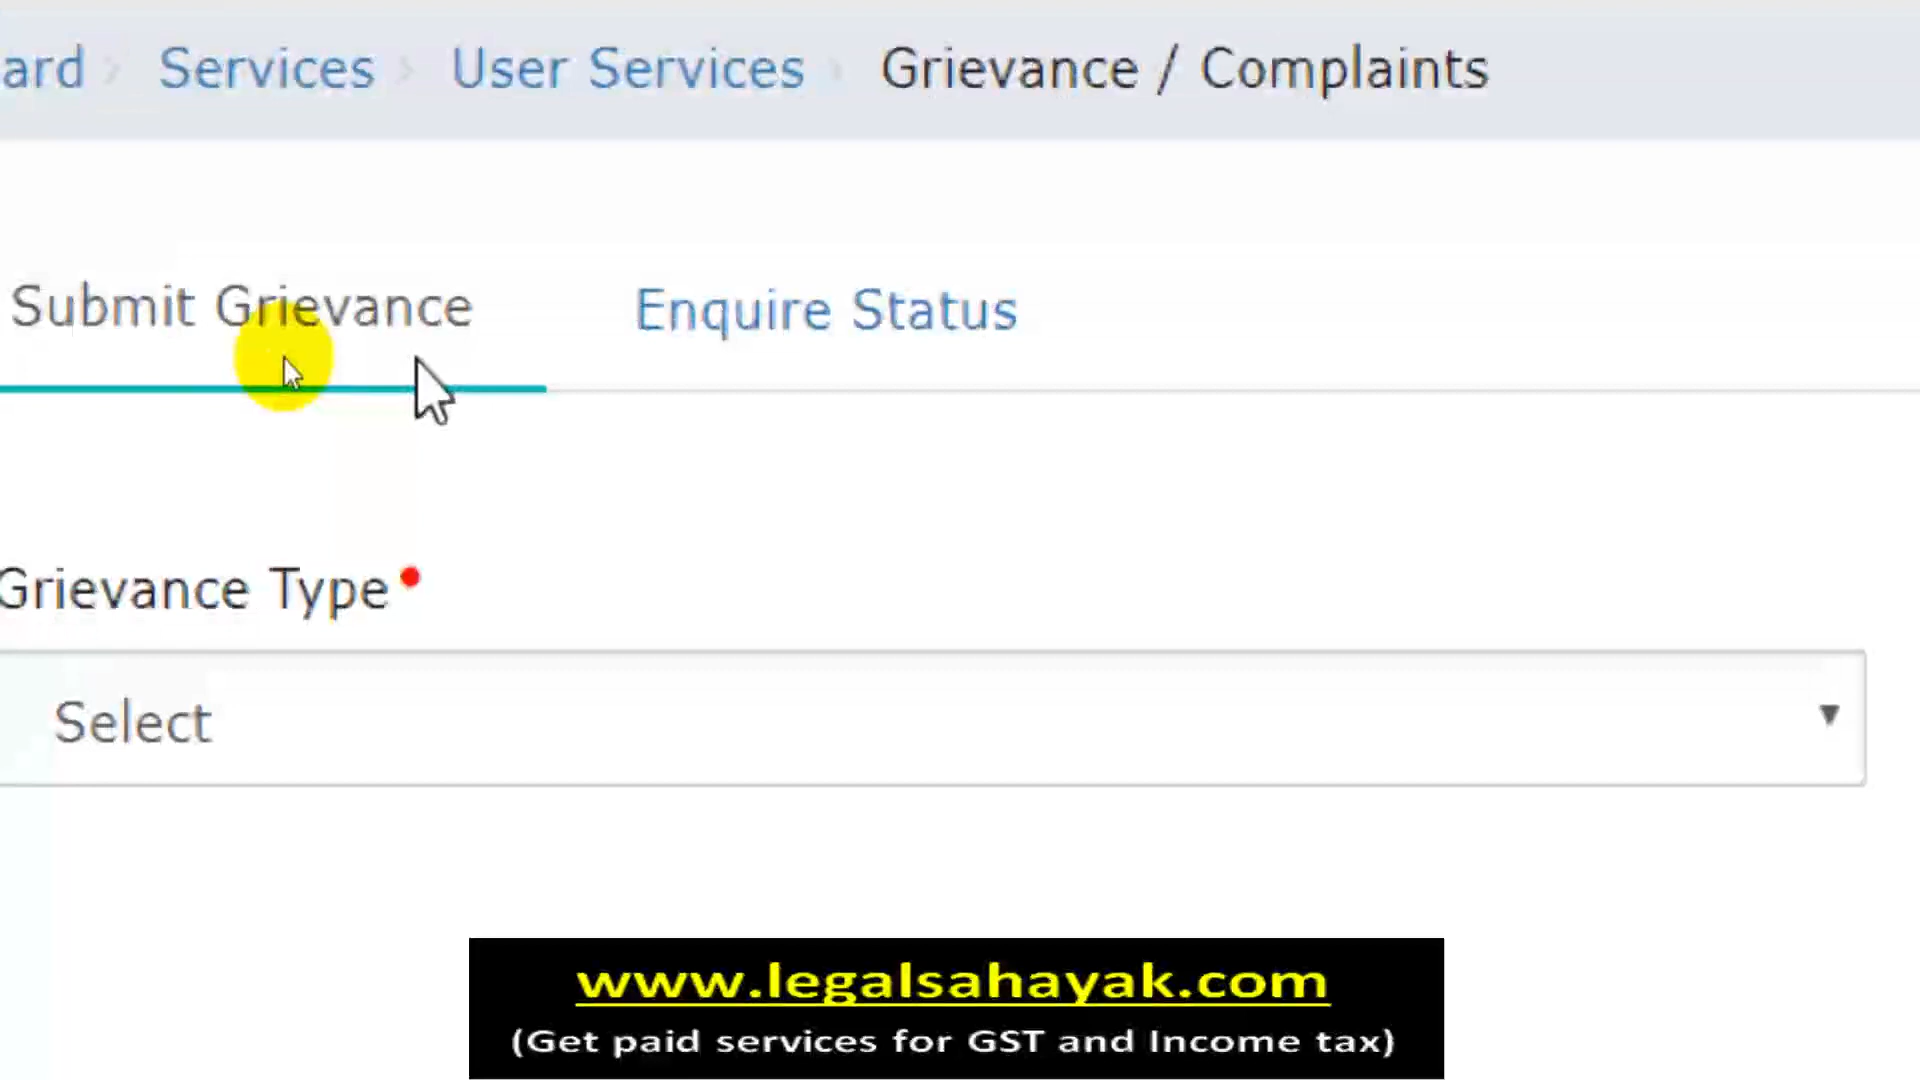 ard Services User Services Grievance / Complaints
Submit Grievance Enquire Status
Grievance Type
Select
www.legalsahayak.com
(Get paid services for GST and Income tax)